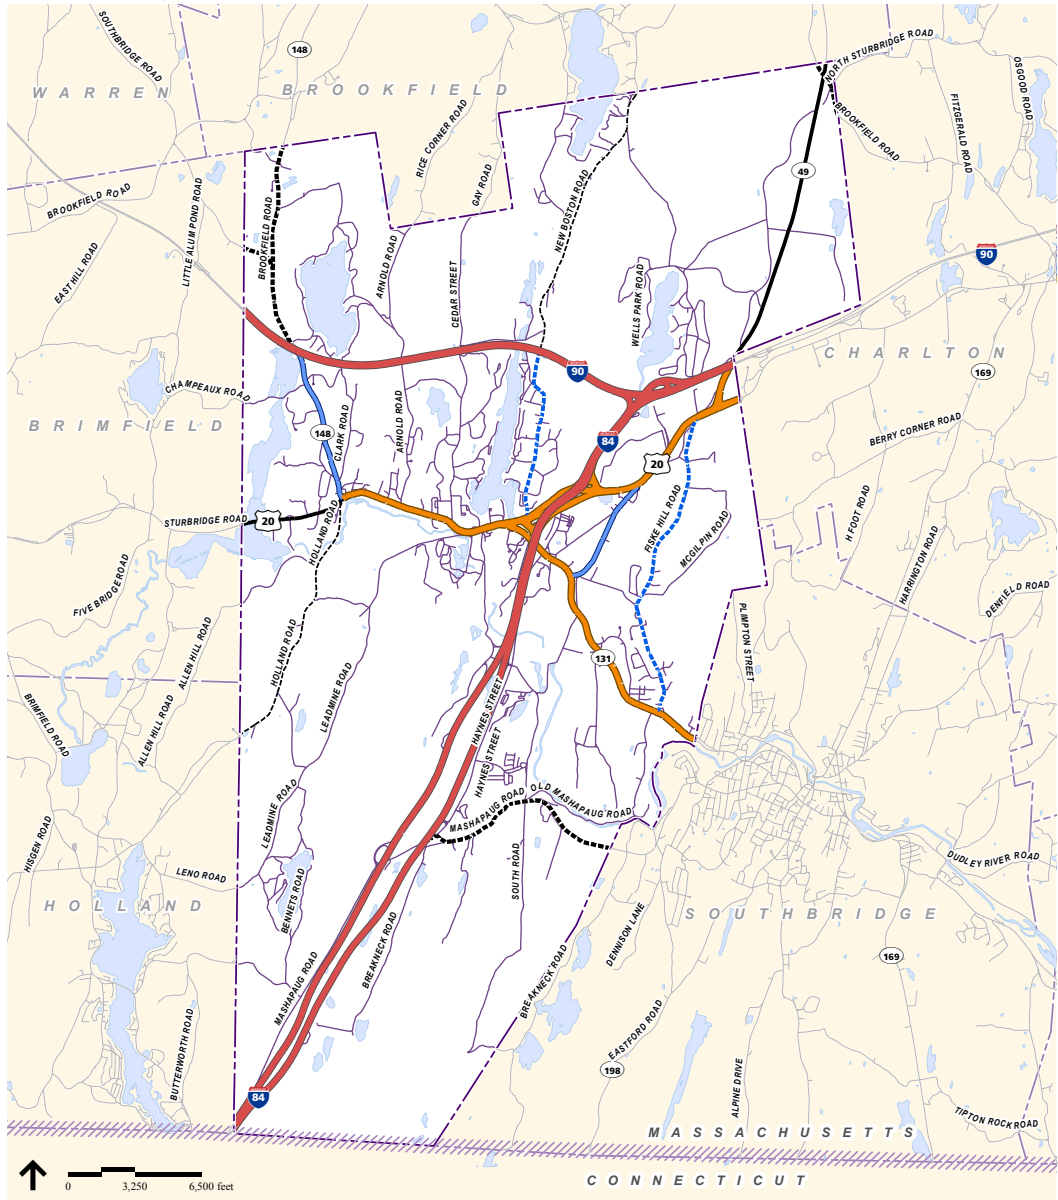 SOUTHBRIDGE ROAD
148
WARREN
BROOKFIELD
NORTH STURBRIDGE ROAD
OSGOOD ROAD
FITZGERALD ROAD
BROOKFIELD ROAD
RICE CORNER ROAD
GAY ROAD
49
NEW BOSTON ROAD
BROOKFIELD ROAD
LITTLE ALUM POND ROAD
BROOKFIELD ROAD
EAST HILL ROAD
ARNOLD ROAD
CEDAR STREET
WELLS PARK ROAD
90
CHARLTON
169
90
CHAMPEAUX ROAD
BRIMFIELD
148
CLARK ROAD
ARNOLD ROAD
84
BERRY CORNER ROAD
20
STURBRIDGE ROAD
20
HOLLAND ROAD
FISKE HILL ROAD
MCGILPIN ROAD
H FOOT ROAD
HARRINGTON ROAD
DENFIELD ROAD
FIVE BRIDGE ROAD
ALLEN HILL ROAD
HOLLAND ROAD
PLIMPTON STREET
131
LEADMINE ROAD
BRIMFIELD ROAD
ALLEN HILL ROAD
HAYNES STREET
HAYNES STREET
LEADMINE ROAD
MASHAPAUG ROAD
OLD MASHAPAUG ROAD
HISGEN ROAD
LENO ROAD
BENNETS ROAD
SOUTH ROAD
DUDLEY RIVER ROAD
HOLLAND
SOUTHBRIDGE
BREAKNECK ROAD
DENNISON LANE
169
MASHAPAUG ROAD
BREAKNECK ROAD
BUTTERWORTH ROAD
EASTFORD ROAD
198
ALPINE DRIVE
84
TIPTON ROCK ROAD
MASSACHUSETTS
CONNECTICUT
0 3,250 6,500 feet